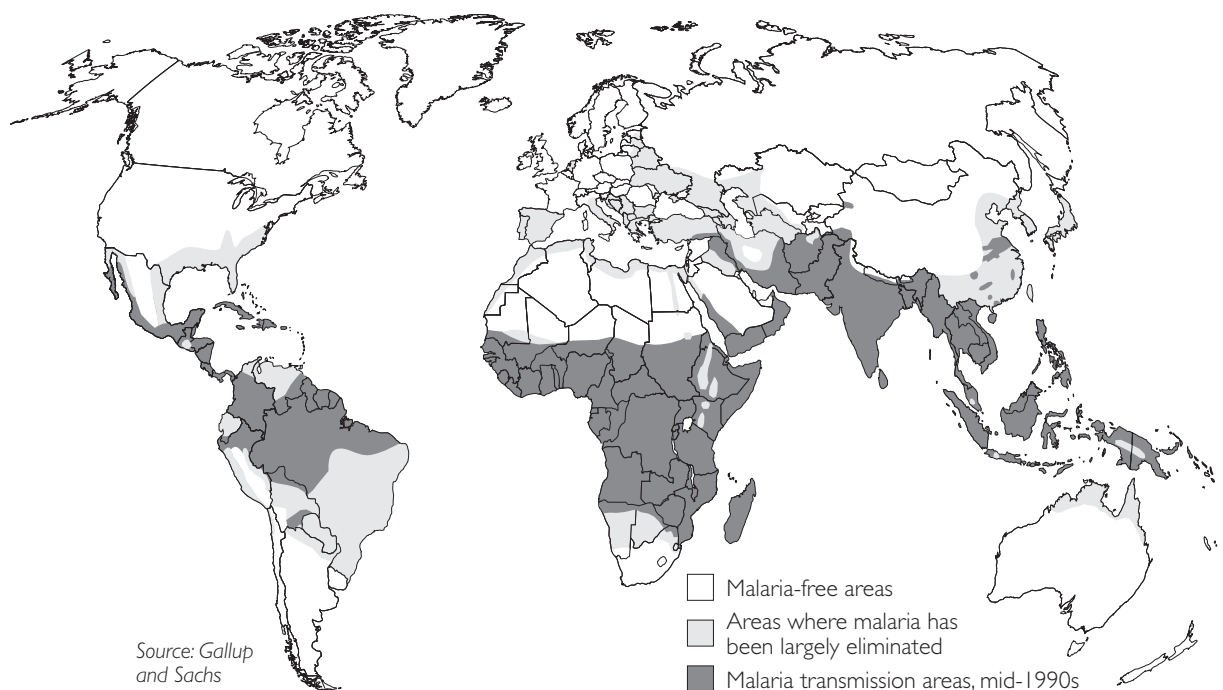 Malaria-free areas
Areas where malaria has
been largely eliminated
Malaria transmission areas, mid-1990s
Source: Gallup
and Sachs